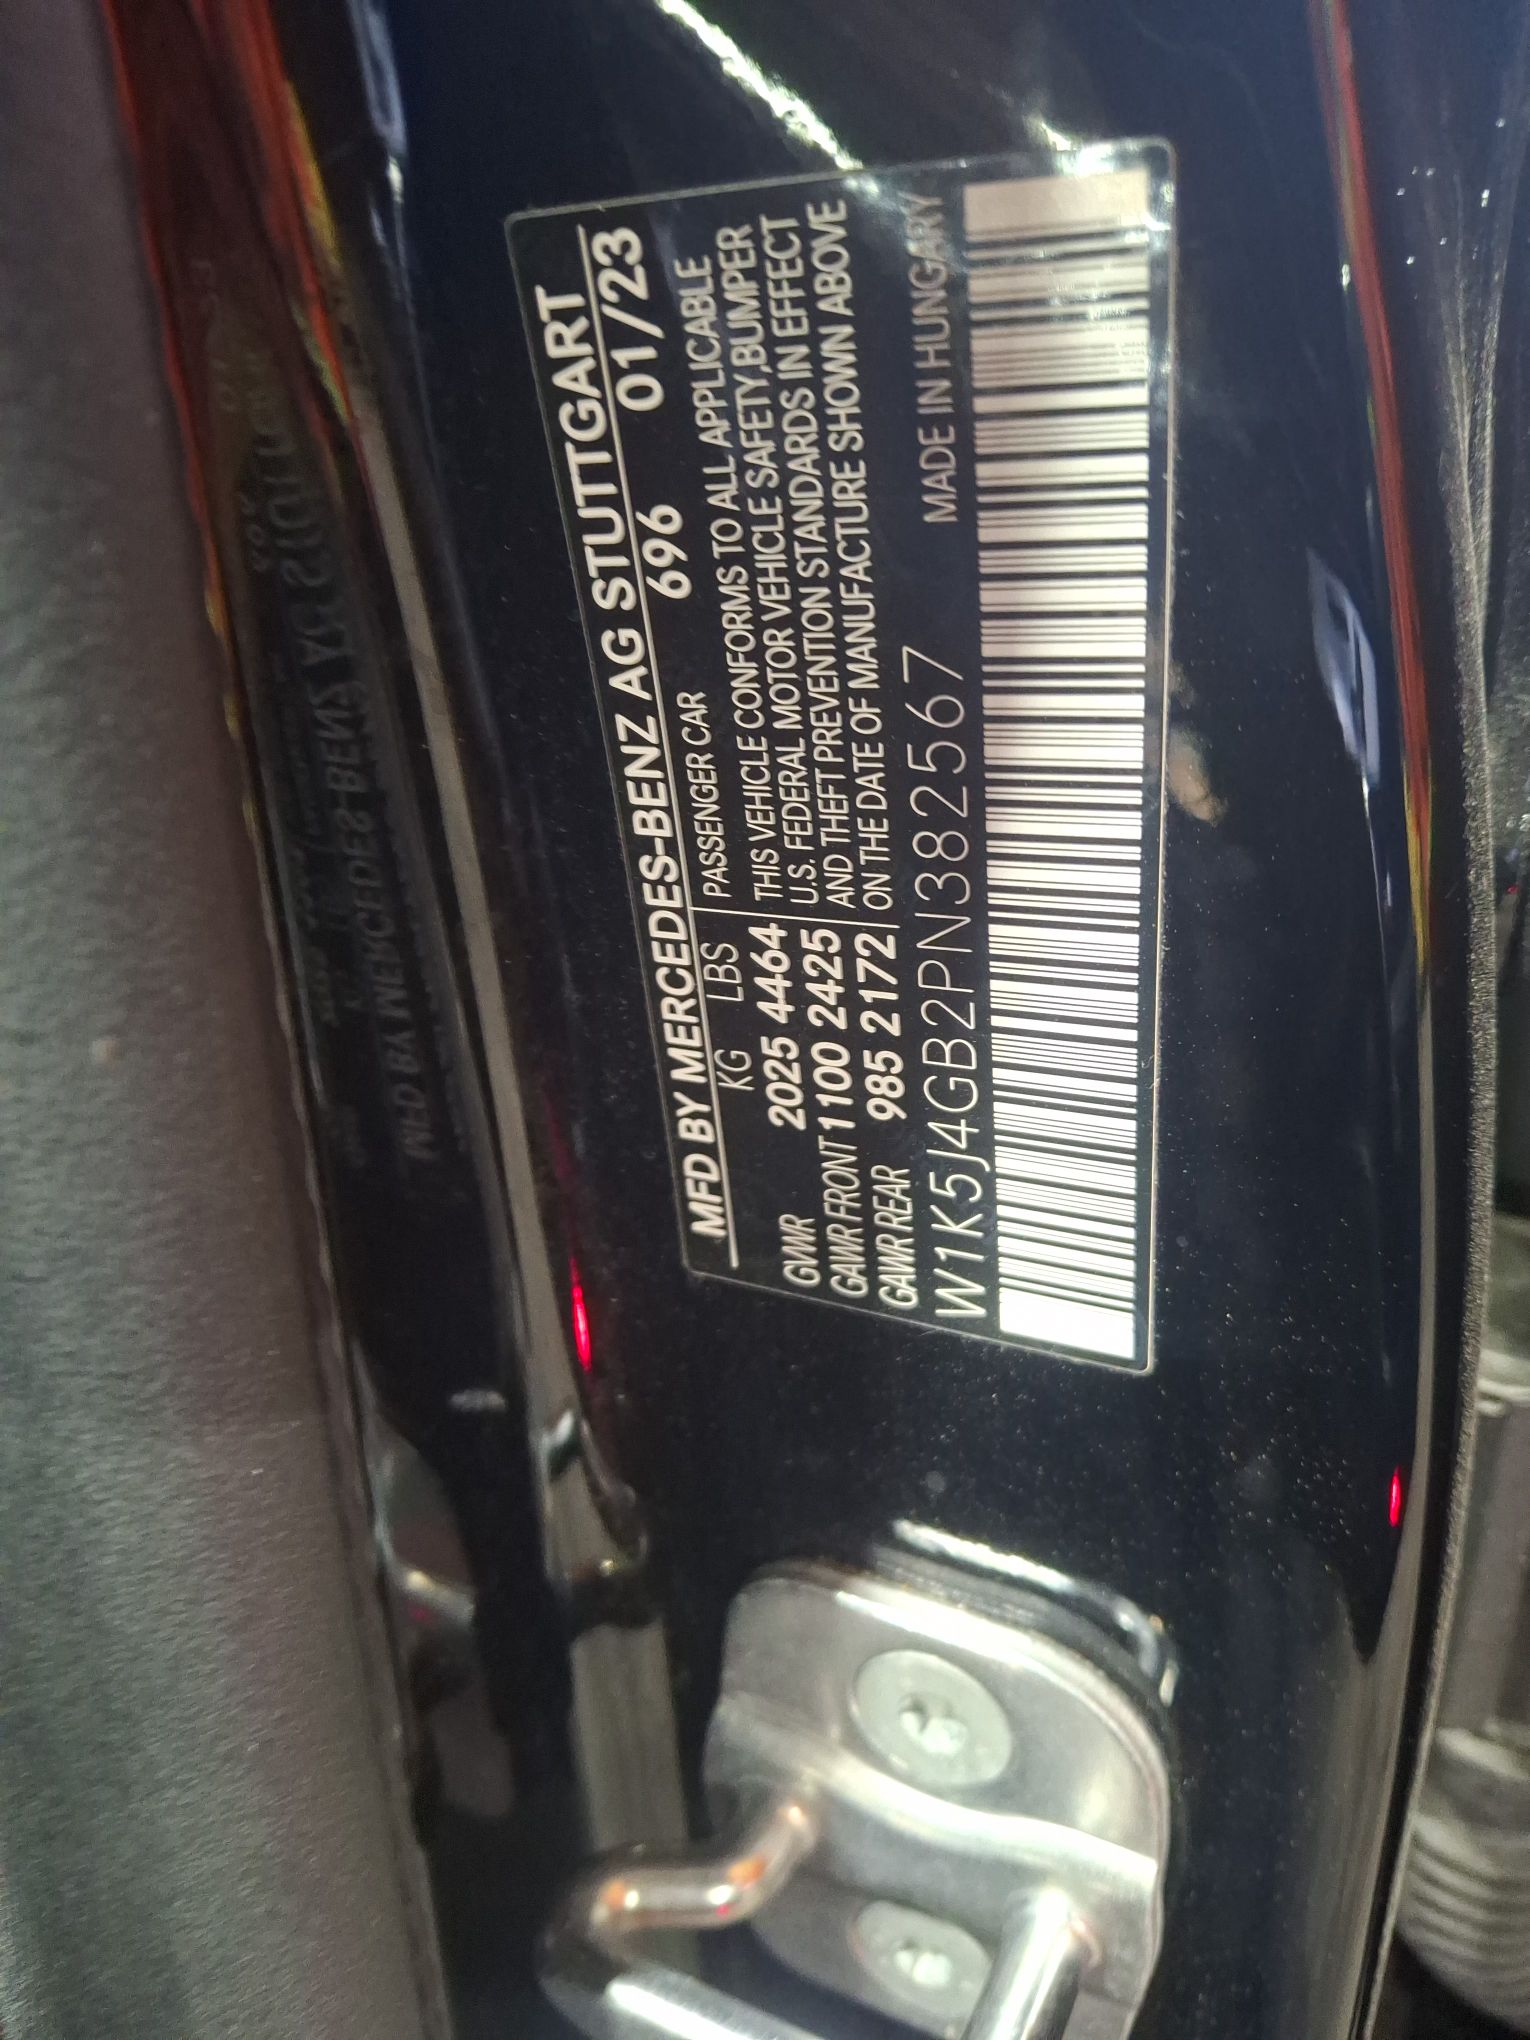 MFD BY MERCEDES-BENZ AG STUTTGART
696 01/23
KG LBS PASSENGER CAR
GVWR 2025 4464 THIS VEHICLE CONFORMS TO ALL APPLICABLE
GAWR FRONT 1100 2425 U.S. FEDERAL MOTOR VEHICLE SAFETY,BUMPER
GAWR REAR 985 2172 AND THEFT PREVENTION STANDARDS IN EFFECT
ON THE DATE OF MANUFACTURE SHOWN ABOVE
W1K5J4GB2PN382567 MADE IN HUNGARY